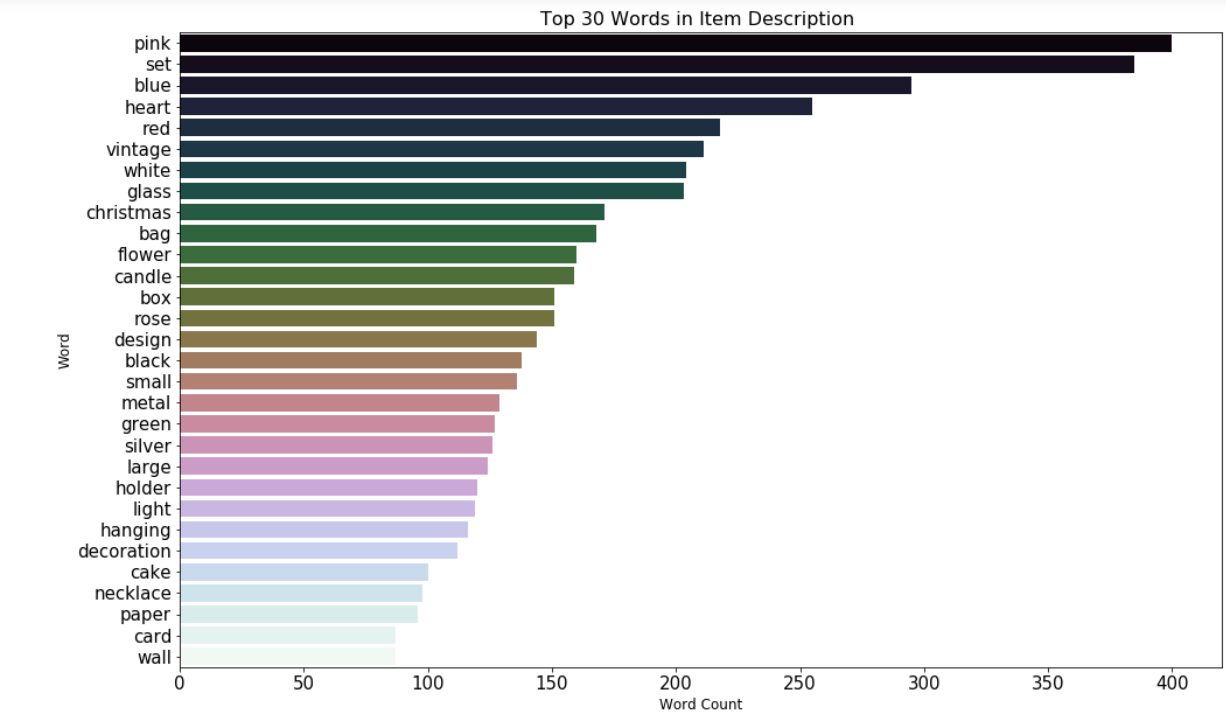 Top 30 Words in Item Description
pink
set
blue
heart
red
vintage
white
glass
christmas
bag
flower
candle
box
rose
design
black
small
metal
green
silver
large
holder
light
hanging
decoration
cake
necklace
paper
card
wall
Word
0 50 100 150 200 250 300 350 400
Word Count